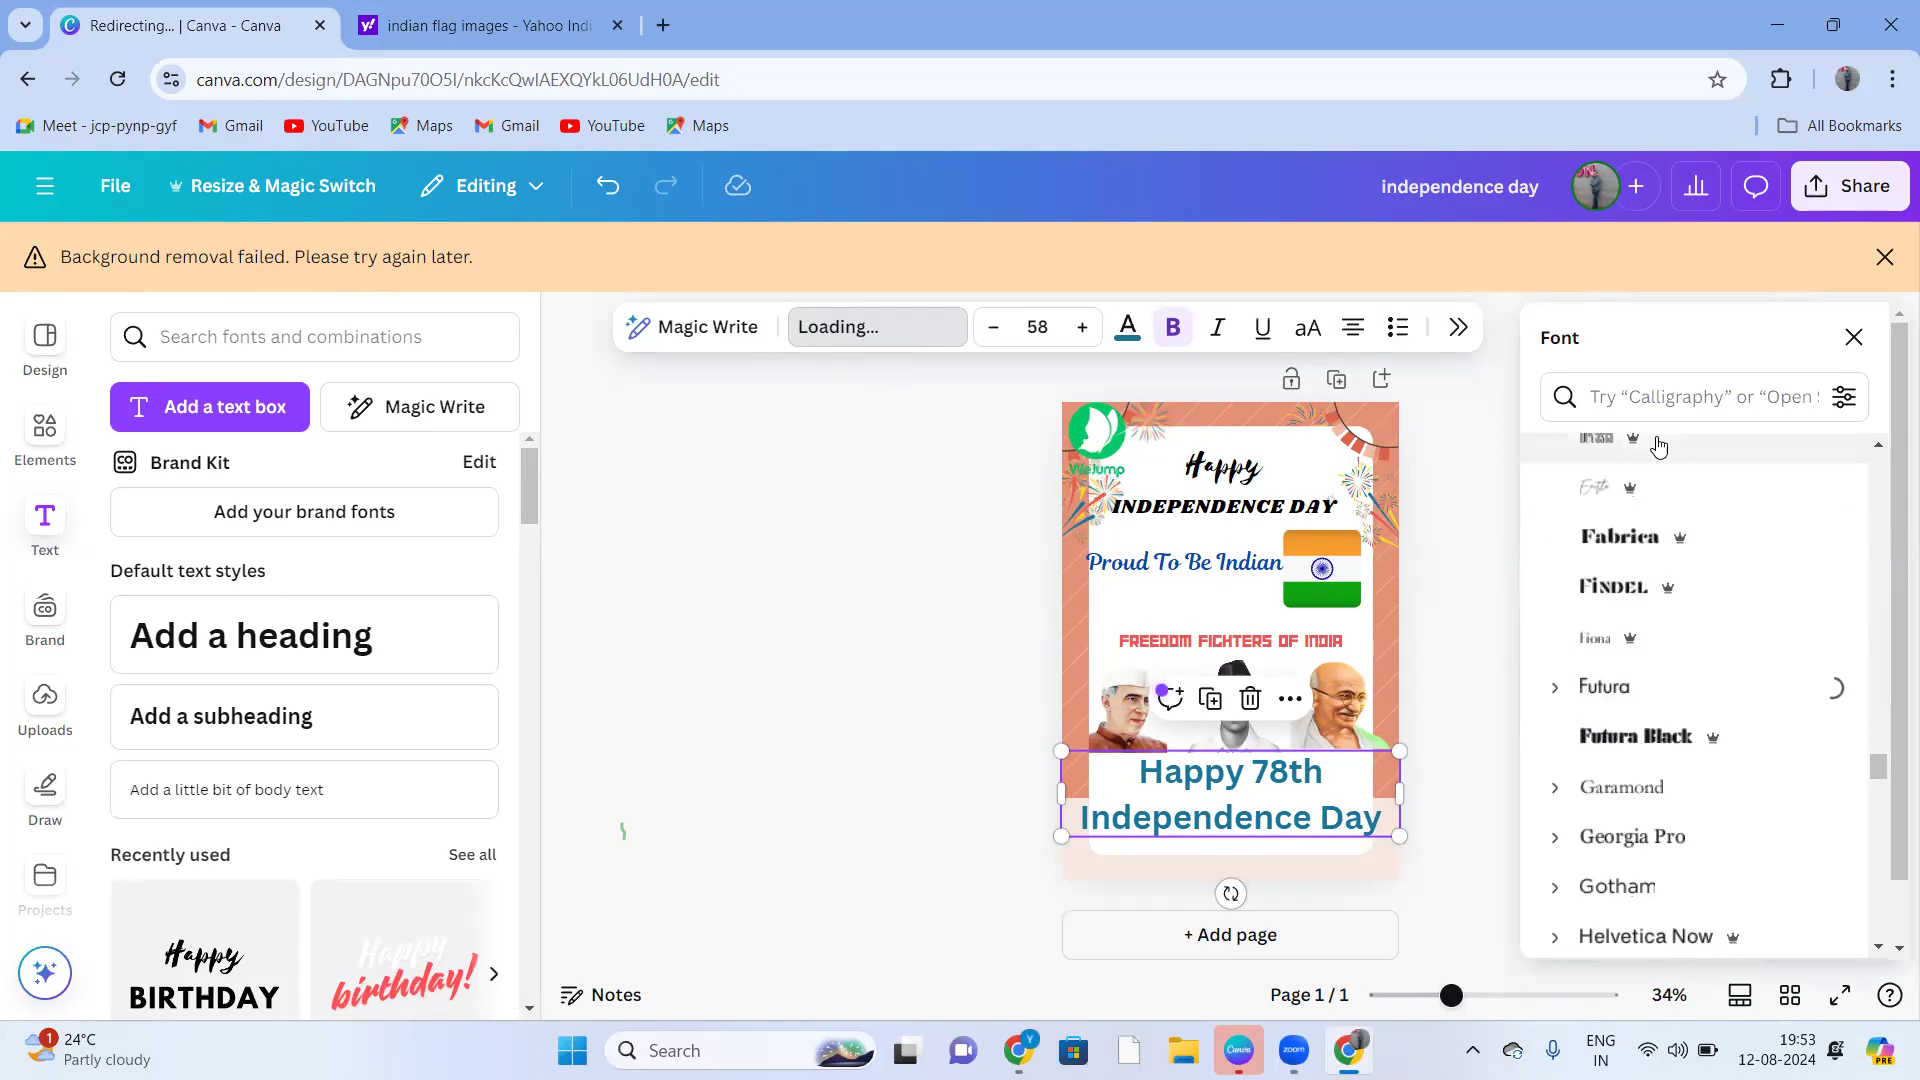 Redirecting... | Canva - Canva
indian flag images - Yahoo Indi
canva.com/design/DAGNpu70O5I/nkcKcQwIAEXQYkL06UdH0A/edit
Meet - jcp-pynp-gyf
Gmail
YouTube
Maps
Gmail
YouTube
Maps
All Bookmarks
File
Resize & Magic Switch
Editing
independence day
Share
Background removal failed. Please try again later.
Design
Elements
Text
Brand
Uploads
Draw
Projects
Search fonts and combinations
Add a text box
Magic Write
Brand Kit
Edit
Add your brand fonts
Default text styles
Add a heading
Add a subheading
Add a little bit of body text
Recently used
See all
Happy
BIRTHDAY
Happy
birthday!
Magic Write
Loading...
– 58 +
A
B
I
U
aA
WeJump
Happy
INDEPENDENCE DAY
Proud To Be Indian
FREEDOM FIGHTERS OF INDIA
Happy 78th
Independence Day
+ Add page
Notes
Page 1 / 1
34%
Font
Try “Calligraphy” or “Open
Fabrica
FINDEL
Fiona
Futura
Futura Black
Garamond
Georgia Pro
Gotham
Helvetica Now
1
24°C
Partly cloudy
Search
Canva
zoom
ENG
IN
19:53
12-08-2024
PRE